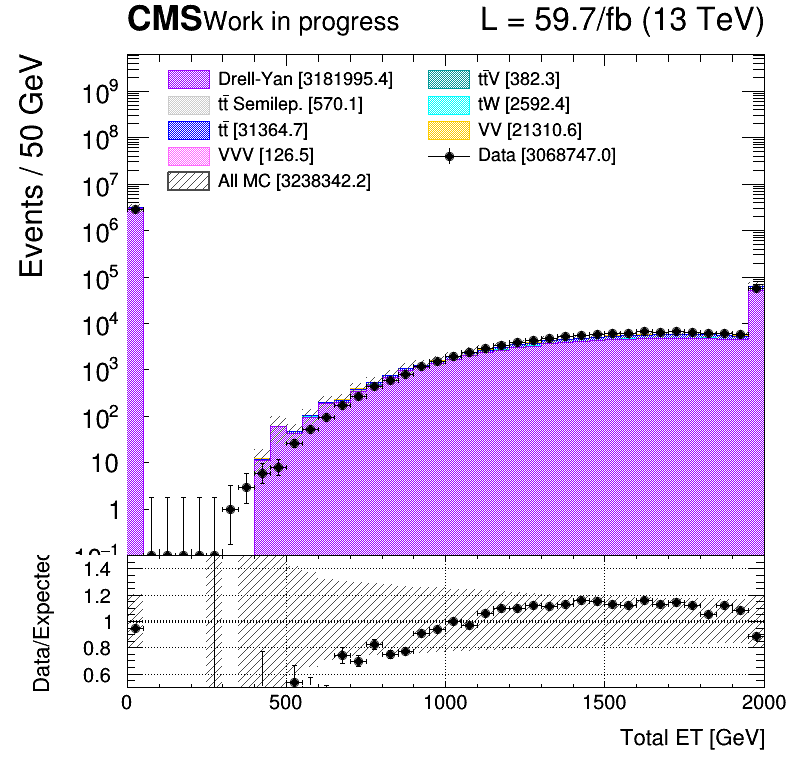 CMS Work in progress L = 59.7/fb (13 TeV)
Events / 50 GeV
Drell-Yan [3181995.4]
tt̄ Semilep. [570.1]
tt̄ [31364.7]
VVV [126.5]
All MC [3238342.2]
tt̄V [382.3]
tW [2592.4]
VV [21310.6]
Data [3068747.0]
10⁹
10⁸
10⁷
10⁶
10⁵
10⁴
10³
10²
10
1
10⁻¹
Data/Expected
1.4
1.2
1
0.8
0.6
0 500 1000 1500 2000
Total ET [GeV]